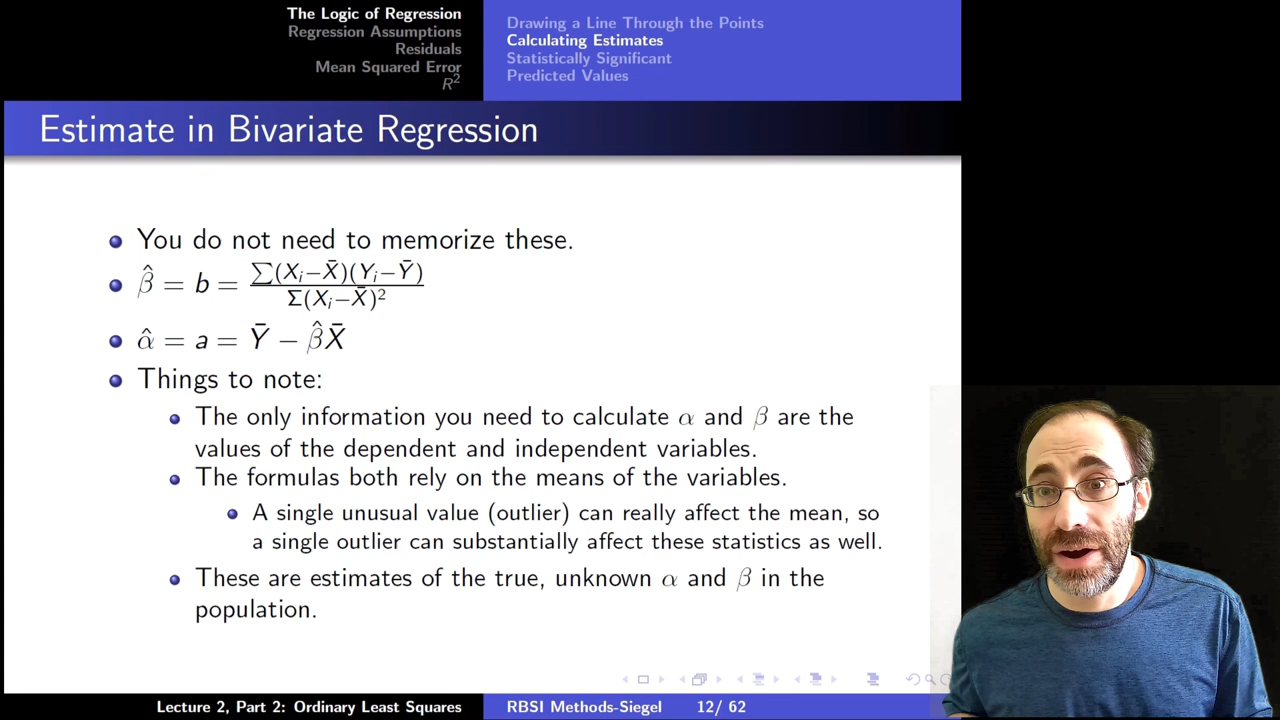 The Logic of Regression
Regression Assumptions
Residuals
Mean Squared Error
R²
Drawing a Line Through the Points
Calculating Estimates
Statistically Significant
Predicted Values
Estimate in Bivariate Regression
You do not need to memorize these.
β̂ = b = ∑(Xᵢ−X̄)(Yᵢ−Ȳ) / Σ(Xᵢ−X̄)²
α̂ = a = Ȳ − β̂X̄
Things to note:
The only information you need to calculate α and β are the
values of the dependent and independent variables.
The formulas both rely on the means of the variables.
A single unusual value (outlier) can really affect the mean, so
a single outlier can substantially affect these statistics as well.
These are estimates of the true, unknown α and β in the
population.
Lecture 2, Part 2: Ordinary Least Squares
RBSI Methods-Siegel
12/ 62